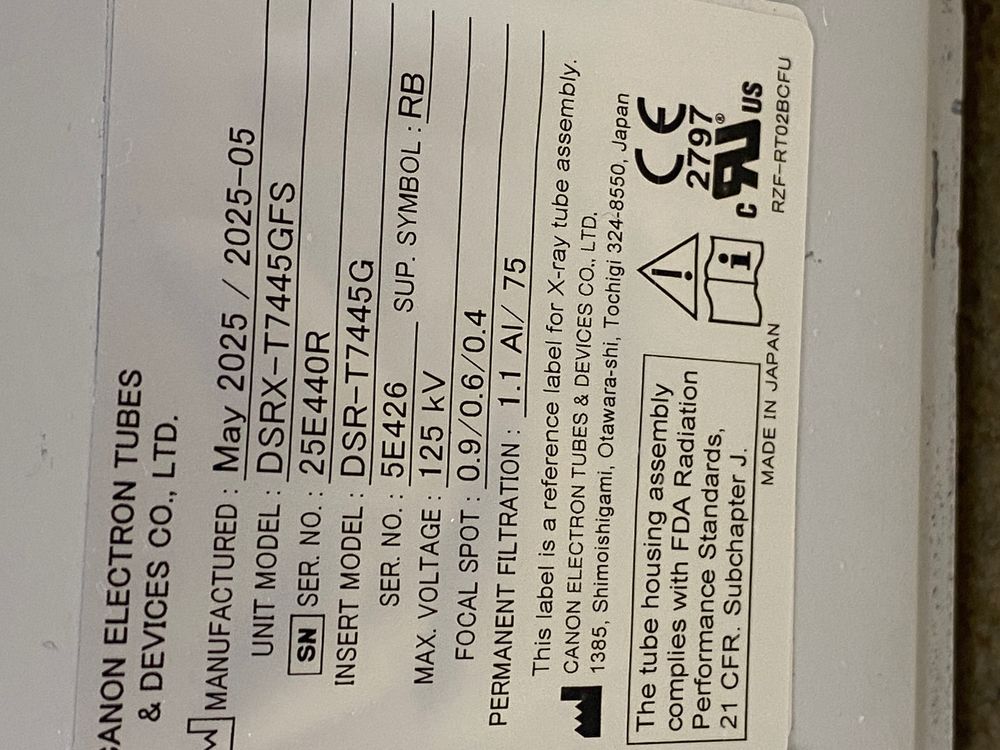 CANON ELECTRON TUBES
& DEVICES CO., LTD.
MANUFACTURED : May 2025 / 2025-05
UNIT MODEL : DSRX-T7445GFS
SN SER. NO. : 25E440R
INSERT MODEL : DSR-T7445G
SER. NO. : 5E426 SUP. SYMBOL : RB
MAX. VOLTAGE : 125 kV
FOCAL SPOT : 0.9/0.6/0.4
PERMANENT FILTRATION : 1.1 Al/ 75
This label is a reference label for X-ray tube assembly.
CANON ELECTRON TUBES & DEVICES CO., LTD.
1385, Shimoishigami, Otawara-shi, Tochigi 324-8550, Japan
The tube housing assembly
complies with FDA Radiation
Performance Standards,
21 CFR. Subchapter J.
MADE IN JAPAN
CE
2797
c UL® US
RZF-RT02BCFU